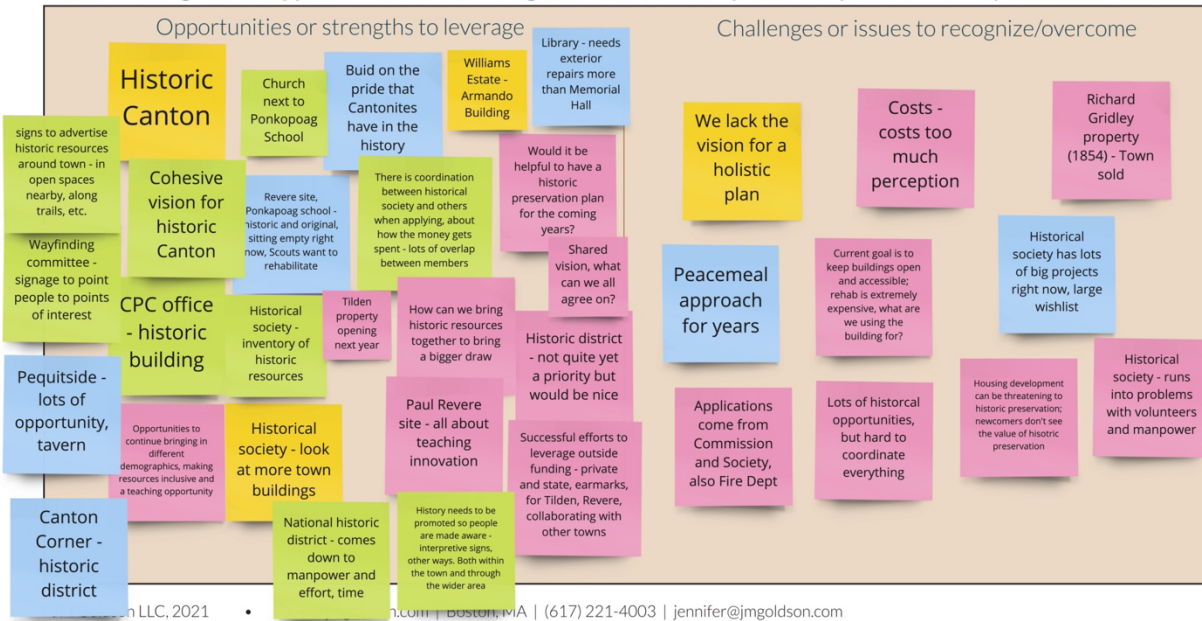 Opportunities or strengths to leverage
Challenges or issues to recognize/overcome
Historic
Canton
Church
next to
Ponkopoag
School
Buid on the
pride that
Cantonites
have in the
history
Williams
Estate -
Armando
Building
Library - needs
exterior
repairs more
than Memorial
Hall
signs to advertise
historic resources
around town - in
open spaces
nearby, along
trails, etc.
Cohesive
vision for
historic
Canton
Revere site,
Ponkapoag school -
historic and original,
sitting empty right
now, Scouts want to
rehabilitate
There is coordination
between historical
society and others
when applying, about
how the money gets
spent - lots of overlap
between members
Would it be
helpful to have a
historic
preservation plan
for the coming
years?
Shared
vision, what
can we all
agree on?
Wayfinding
committee -
signage to point
people to points
of interest
CPC office
- historic
building
Historical
society -
inventory of
historic
resources
Tilden
property
opening
next year
How can we bring
historic resources
together to bring
a bigger draw
Historic district
- not quite yet
a priority but
would be nice
Pequitside -
lots of
opportunity,
tavern
Opportunities to
continue bringing in
different
demographics, making
resources inclusive and
a teaching opportunity
Historical
society - look
at more town
buildings
Paul Revere
site - all about
teaching
innovation
Successful efforts to
leverage outside
funding - private
and state, earmarks,
for Tilden, Revere,
collaborating with
other towns
Canton
Corner -
historic
district
National historic
district - comes
down to
manpower and
effort, time
History needs to be
promoted so people
are made aware -
interpretive signs,
other ways. Both within
the town and through
the wider area
We lack the
vision for a
holistic
plan
Costs -
costs too
much
perception
Richard
Gridley
property
(1854) - Town
sold
Peacemeal
approach
for years
Current goal is to
keep buildings open
and accessible;
rehab is extremely
expensive, what are
we using the
building for?
Historical
society has lots
of big projects
right now, large
wishlist
Applications
come from
Commission
and Society,
also Fire Dept
Lots of historcal
opportunities,
but hard to
coordinate
everything
Housing development
can be threatening to
historic preservation;
newcomers don't see
the value of hisotric
preservation
Historical
society - runs
into problems
with volunteers
and manpower
LLC, 2021 • | Boston, MA | (617) 221-4003 | jennifer@jmgoldson.com